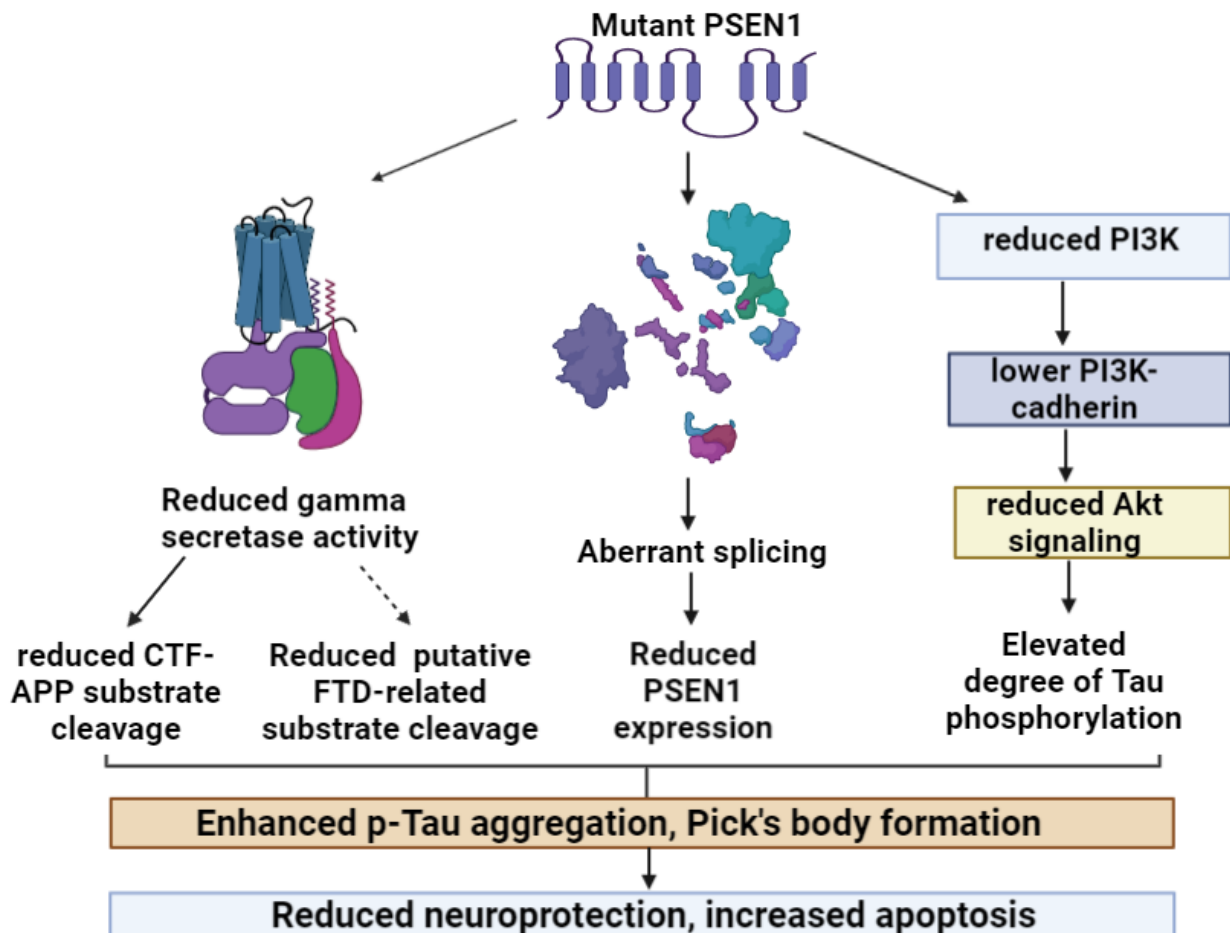 Mutant PSEN1
reduced PI3K
lower PI3K-
cadherin
reduced Akt
signaling
Reduced gamma
secretase activity
Aberrant splicing
reduced CTF-
APP substrate
cleavage
Reduced putative
FTD-related
substrate cleavage
Reduced
PSEN1
expression
Elevated
degree of Tau
phosphorylation
Enhanced p-Tau aggregation, Pick's body formation
Reduced neuroprotection, increased apoptosis